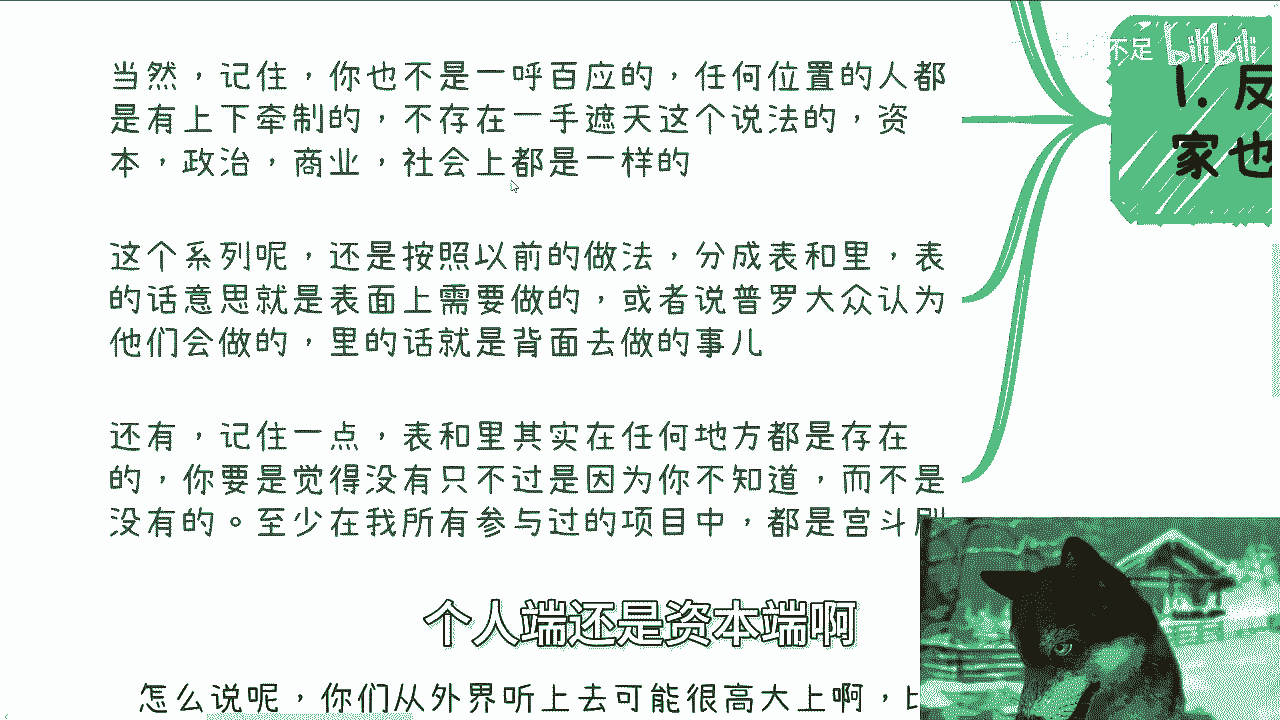 不足 bilibili
当然，记住，你也不是一呼百应的，任何位置的人都
是有上下牵制的，不存在一手遮天这个说法的，资
本，政治，商业，社会上都是一样的
1. 反
家也
这个系列呢，还是按照以前的做法，分成表和里，表
的话意思就是表面上需要做的，或者说普罗大众认为
他们会做的，里的话就是背面去做的事儿
还有，记住一点，表和里其实在任何地方都是存在
的，你要是觉得没有只不过是因为你不知道，而不是
没有的。至少在我所有参与过的项目中，都是宫斗剧
个人端还是资本端啊
怎么说呢，你们从外界听上去可能很高大上啊，比